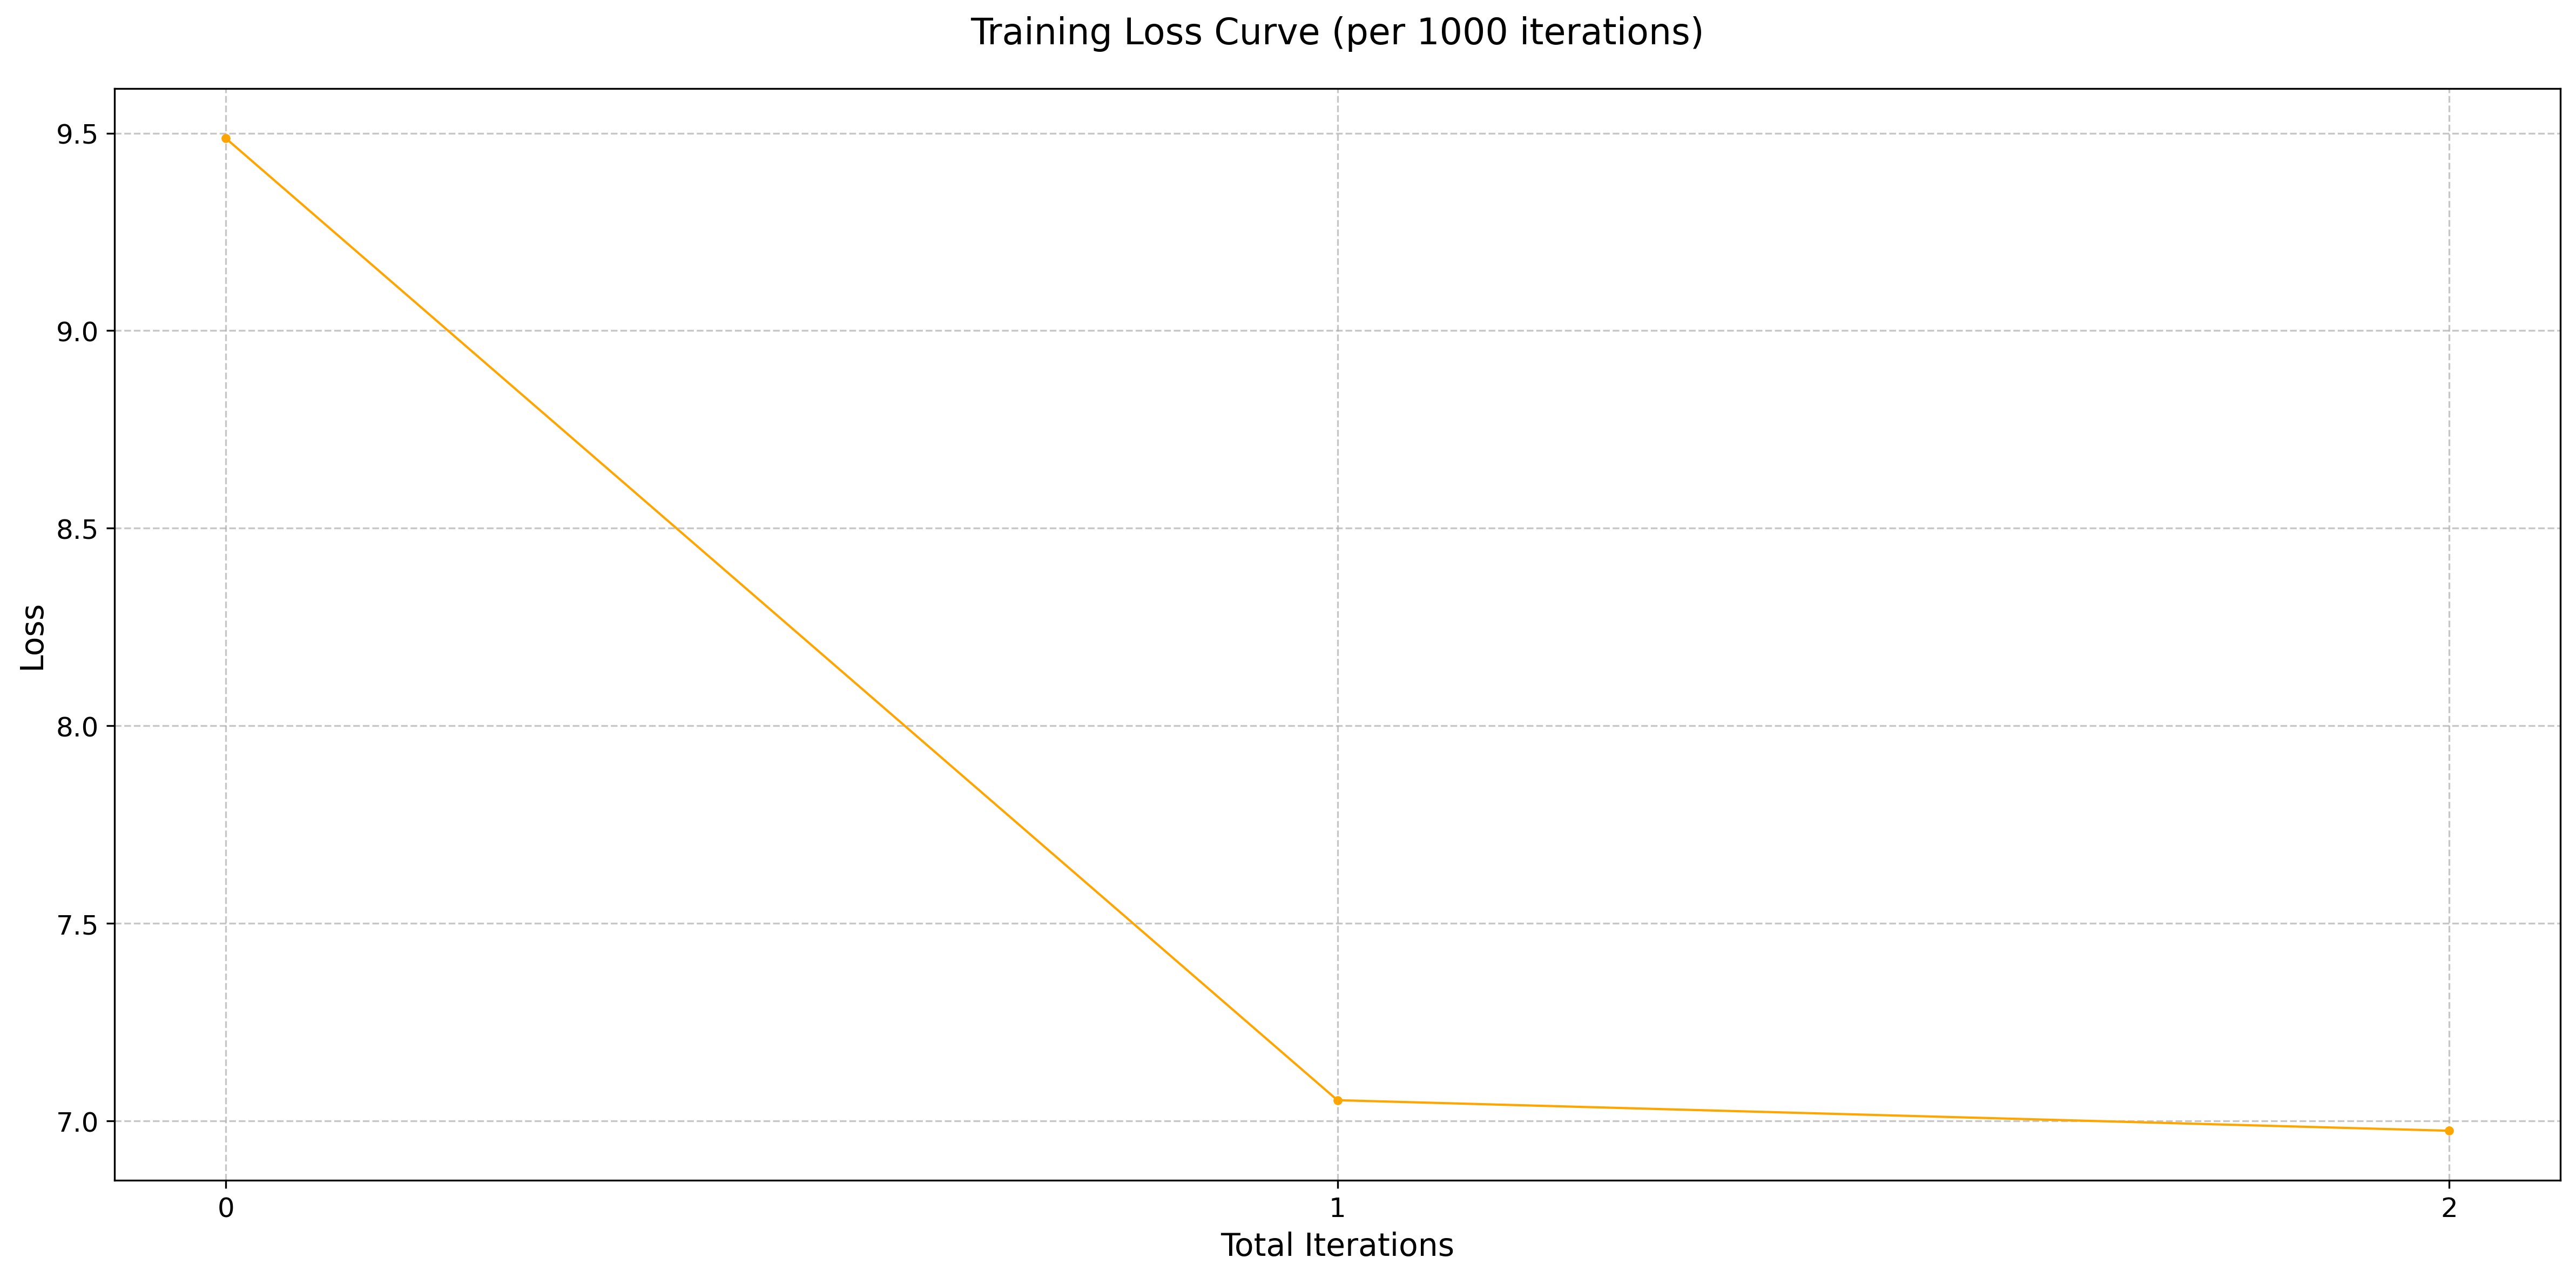 Training Loss Curve (per 1000 iterations)
9.5
9.0
8.5
8.0
7.5
7.0
Loss
0 1 2
Total Iterations